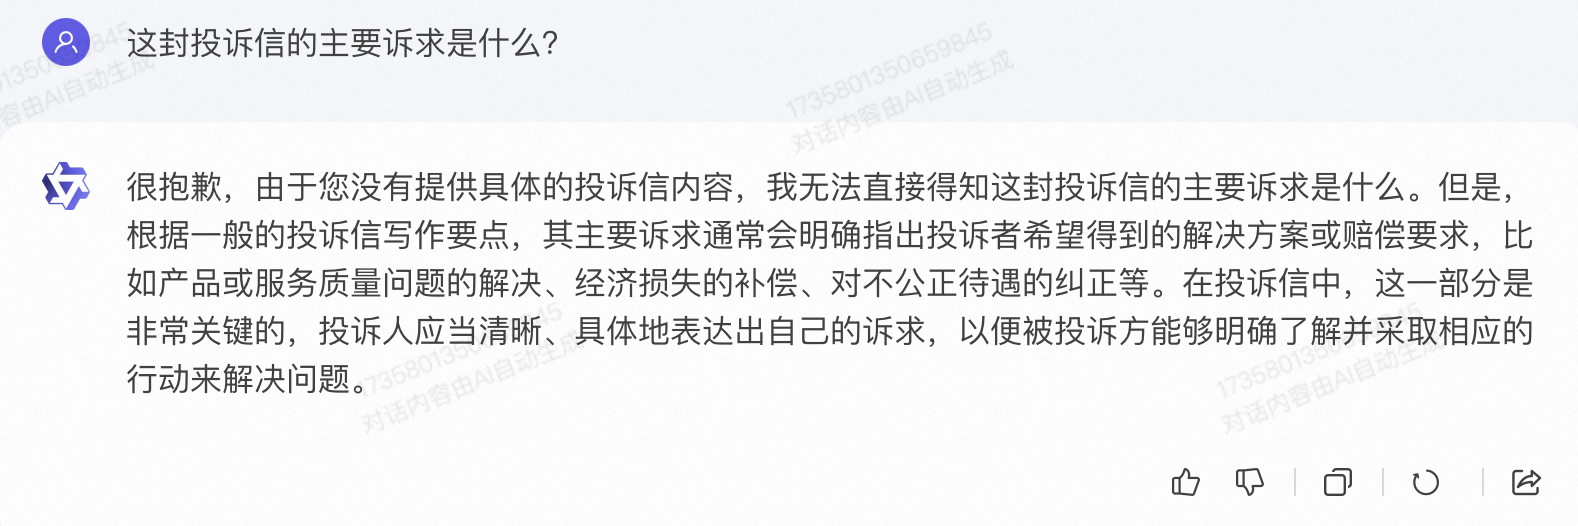 这封投诉信的主要诉求是什么?
很抱歉，由于您没有提供具体的投诉信内容，我无法直接得知这封投诉信的主要诉求是什么。但是，
根据一般的投诉信写作要点，其主要诉求通常会明确指出投诉者希望得到的解决方案或赔偿要求，比
如产品或服务质量问题的解决、经济损失的补偿、对不公正待遇的纠正等。在投诉信中，这一部分是
非常关键的，投诉人应当清晰、具体地表达出自己的诉求，以便被投诉方能够明确了解并采取相应的
行动来解决问题。
1735801350659845
对话内容由AI自动生成